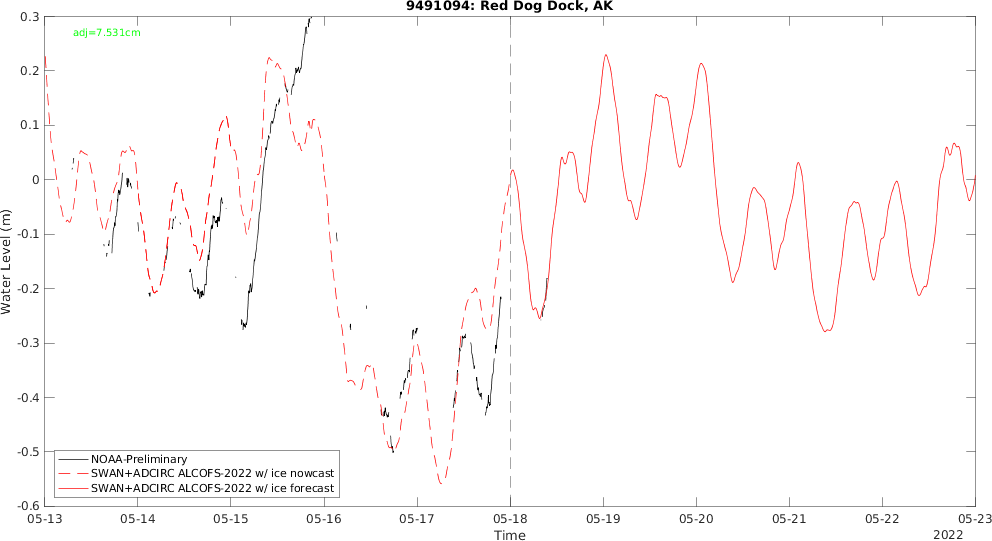 9491094: Red Dog Dock, AK
adj=7.531cm
Water Level (m)
0.3
0.2
0.1
0
-0.1
-0.2
-0.3
-0.4
-0.5
-0.6
NOAA-Preliminary
SWAN+ADCIRC ALCOFS-2022 w/ ice nowcast
SWAN+ADCIRC ALCOFS-2022 w/ ice forecast
05-13 05-14 05-15 05-16 05-17 05-18 05-19 05-20 05-21 05-22 05-23
Time
2022